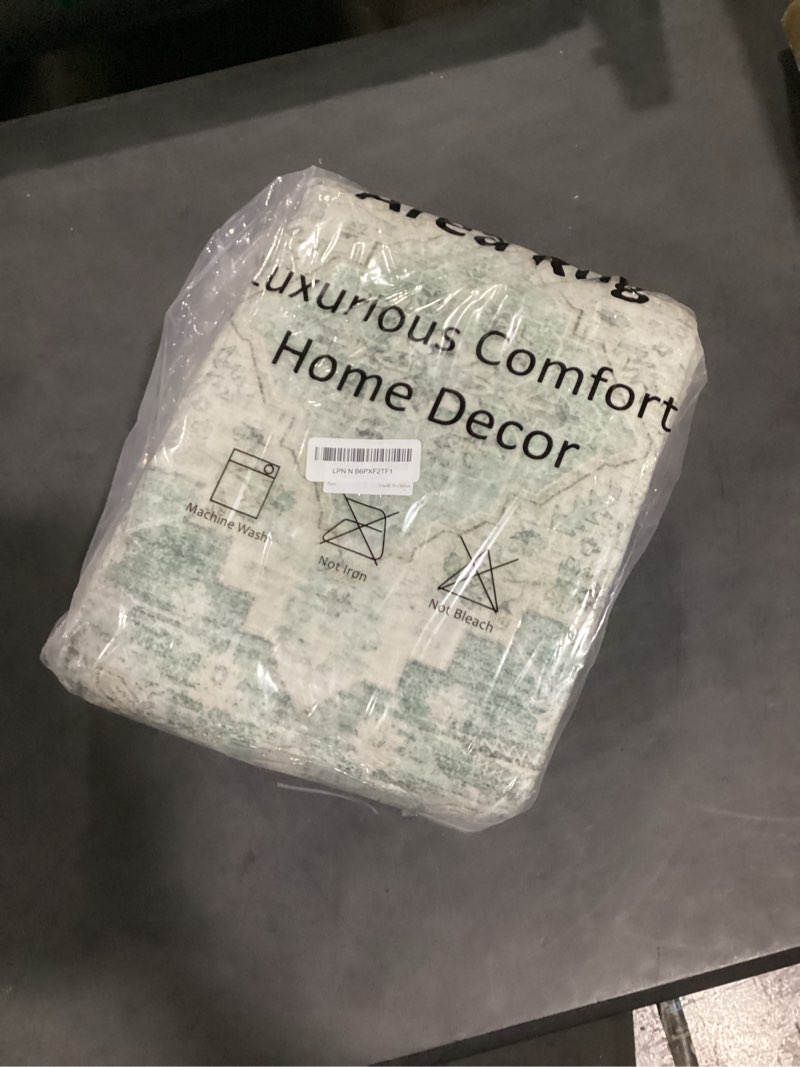 Area Rug
Luxurious Comfort
Home Decor
LPN N B6PXF2TF1
Machine Wash
Not Iron
Not Bleach